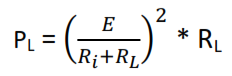 P_L = (E / (R_i+R_L))^2 * R_L